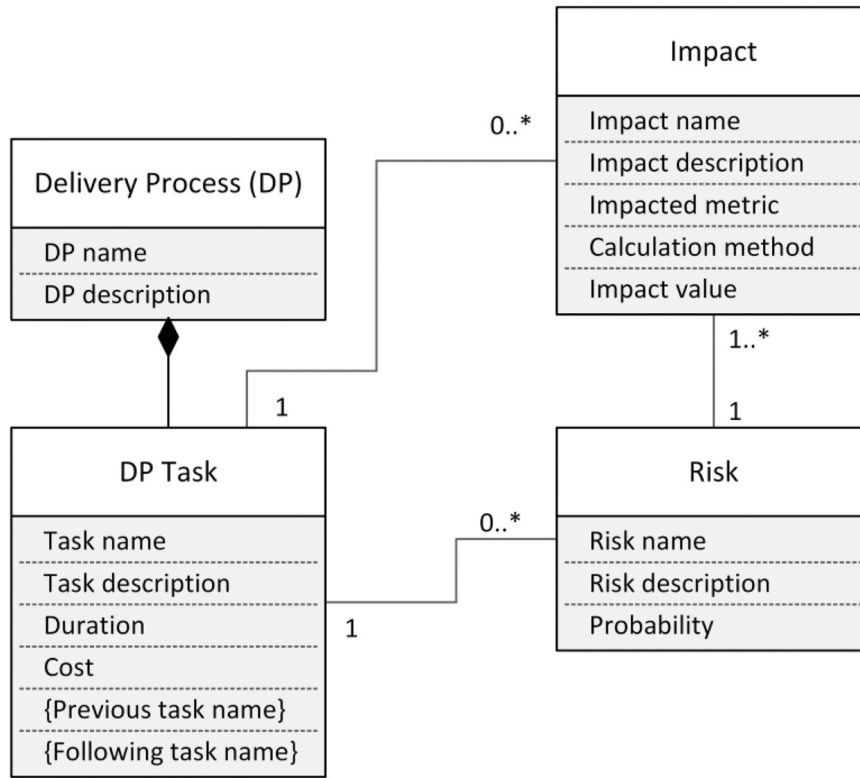 Impact
Impact name
Impact description
Impacted metric
Calculation method
Impact value
0..*
Delivery Process (DP)
DP name
DP description
1..*
1
1
DP Task
Task name
Task description
Duration
Cost
{Previous task name}
{Following task name}
0..*
1
Risk
Risk name
Risk description
Probability